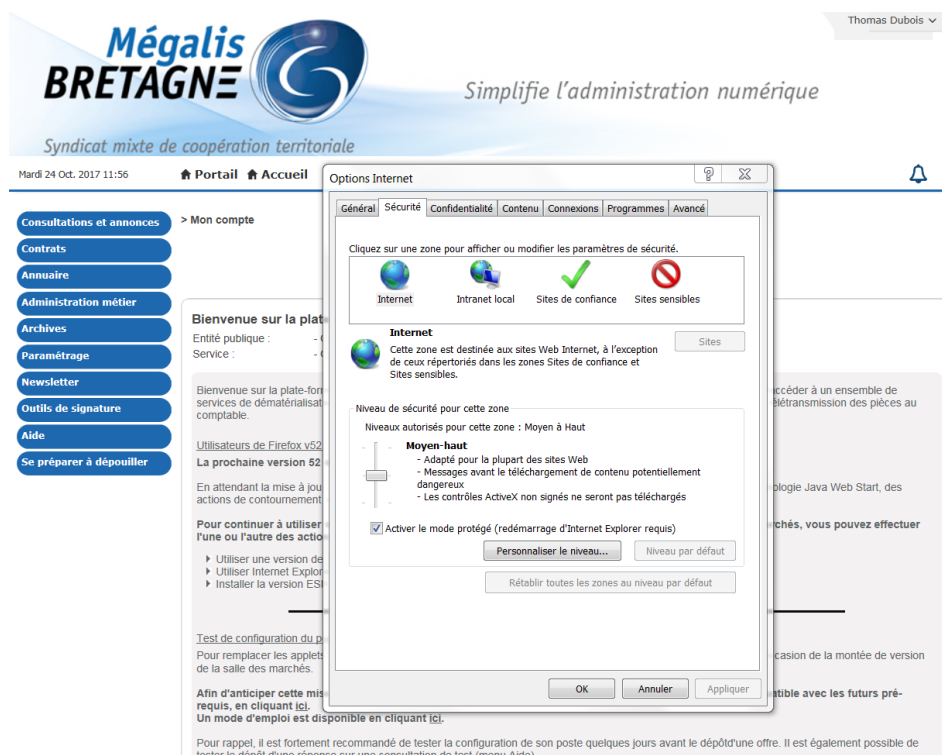 Thomas Dubois
Mégalis
BRETAGNE
Simplifie l'administration numérique
Syndicat mixte de coopération territoriale
Mardi 24 Oct. 2017 11:56
Portail Accueil
> Mon compte
Consultations et annonces
Contrats
Annuaire
Administration métier
Archives
Paramétrage
Newsletter
Outils de signature
Aide
Se préparer à dépouiller
Options Internet
Général Sécurité Confidentialité Contenu Connexions Programmes Avancé
Cliquez sur une zone pour afficher ou modifier les paramètres de sécurité.
Internet Intranet local Sites de confiance Sites sensibles
Internet
Sites
Cette zone est destinée aux sites Web Internet, à l'exception
de ceux répertoriés dans les zones Sites de confiance et
Sites sensibles.
Niveau de sécurité pour cette zone
Niveaux autorisés pour cette zone : Moyen à Haut
Moyen-haut
- Adapté pour la plupart des sites Web
- Messages avant le téléchargement de contenu potentiellement
dangereux
- Les contrôles ActiveX non signés ne seront pas téléchargés
Activer le mode protégé (redémarrage d'Internet Explorer requis)
Personnaliser le niveau... Niveau par défaut
Rétablir toutes les zones au niveau par défaut
OK Annuler Appliquer
Bienvenue sur la plat
Entité publique : -
Service : -
Bienvenue sur la plate-for ccéder à un ensemble de
services de dématérialisat élétransmission des pièces au
comptable.
Utilisateurs de Firefox v52
La prochaine version 52
En attendant la mise à jou ologie Java Web Start, des
actions de contournement
Pour continuer à utiliser chés, vous pouvez effectuer
l'une ou l'autre des actio
Utiliser une version de
Utiliser Internet Explor
Installer la version ES
Test de configuration du p
Pour remplacer les applets casion de la montée de version
de la salle des marchés.
Afin d'anticiper cette mis atible avec les futurs pré-
requis, en cliquant ici.
Un mode d'emploi est disponible en cliquant ici.
Pour rappel, il est fortement recommandé de tester la configuration de son poste quelques jours avant le dépôtd'une offre. Il est également possible de
tester le dépôt d'une réponse sur une consultation de test (menu Aide).